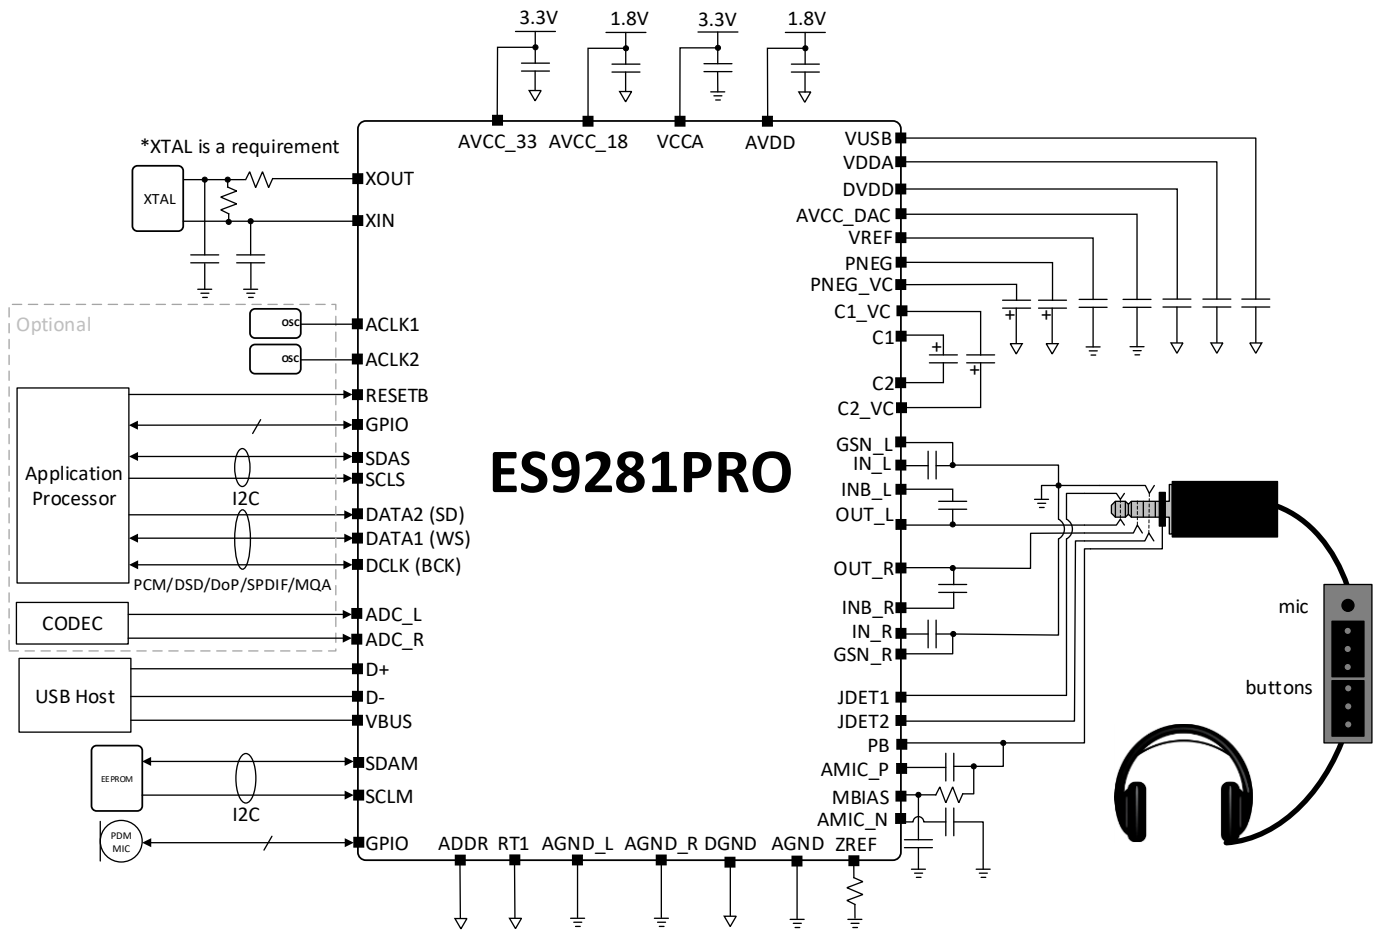 3.3V 1.8V 3.3V 1.8V
AVCC_33 AVCC_18 VCCA AVDD
*XTAL is a requirement
XTAL
XOUT
XIN
Optional
OSC
ACLK1
OSC
ACLK2
RESETB
GPIO
Application
Processor
SDAS
SCLS
I2C
DATA2 (SD)
DATA1 (WS)
DCLK (BCK)
PCM/DSD/DoP/SPDIF/MQA
CODEC
ADC_L
ADC_R
USB Host
D+
D-
VBUS
EEPROM
SDAM
SCLM
I2C
PDM
MIC
GPIO
ES9281PRO
VUSB
VDDA
DVDD
AVCC_DAC
VREF
PNEG
PNEG_VC
C1_VC
C1
C2
C2_VC
+
+
+
+
GSN_L
IN_L
INB_L
OUT_L
OUT_R
INB_R
IN_R
GSN_R
JDET1
JDET2
PB
AMIC_P
MBIAS
AMIC_N
mic
buttons
ADDR RT1 AGND_L AGND_R DGND AGND ZREF